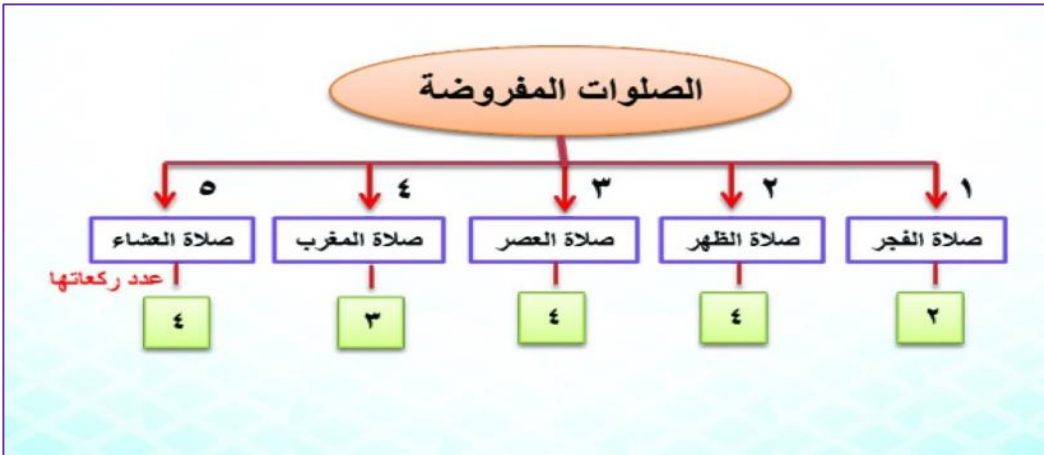 الصلوات المفروضة
١ ٢ ٣ ٤ ٥
صلاة الفجر صلاة الظهر صلاة العصر صلاة المغرب صلاة العشاء
عدد ركعاتها
٢ ٤ ٤ ٣ ٤